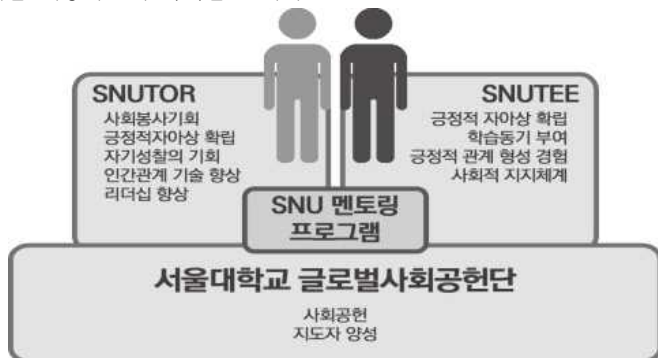 SNUTOR
사회봉사기회
긍정적자아상 확립
자기성찰의 기회
인간관계 기술 향상
리더십 향상
SNUTEE
긍정적 자아상 확립
학습동기 부여
긍정적 관계 형성 경험
사회적 지지체계
SNU 멘토링
프로그램
서울대학교 글로벌사회공헌단
사회공헌
지도자 양성